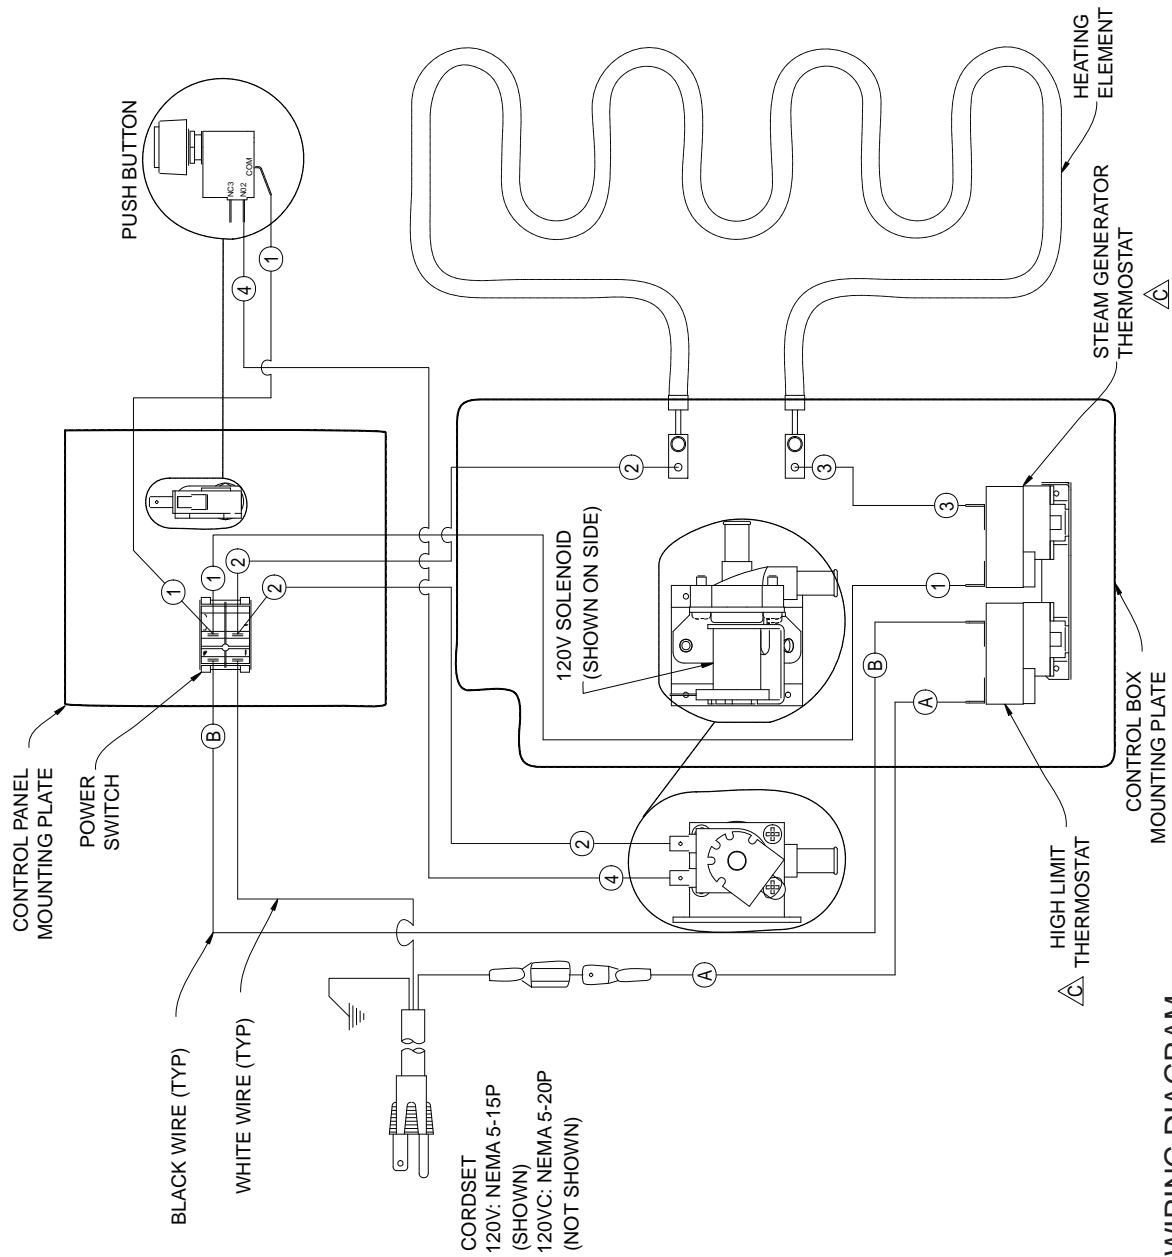 PUSH BUTTON
NC3
N02
COM
4
1
HEATING
ELEMENT
CONTROL PANEL
MOUNTING PLATE
POWER
SWITCH
1
1
2
2
B
2
3
120V SOLENOID
(SHOWN ON SIDE)
STEAM GENERATOR
THERMOSTAT
C
3
1
B
A
2
4
A
BLACK WIRE (TYP)
WHITE WIRE (TYP)
CORDSET
120V: NEMA 5-15P
(SHOWN)
120VC: NEMA 5-20P
(NOT SHOWN)
HIGH LIMIT
THERMOSTAT
C
CONTROL BOX
MOUNTING PLATE
WIRING DIAGRAM